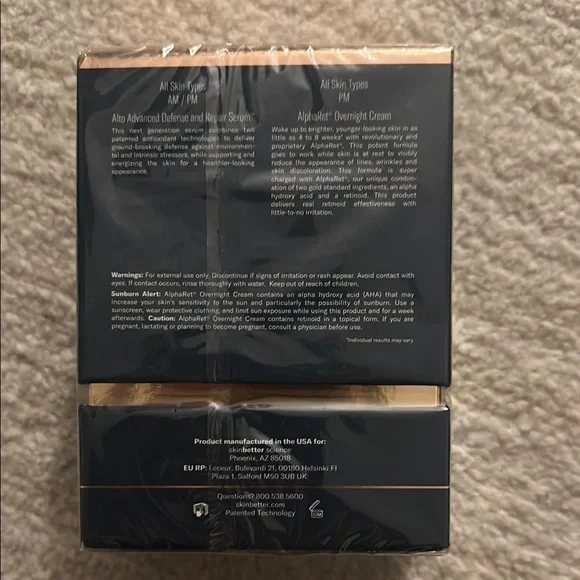 All Skin Types
AM / PM
Alto Advanced Defense and Repair Serum™
This next generation serum combines two
patented antioxidant technologies to deliver
ground-breaking defense against environmen-
tal and intrinsic stressors, while supporting and
energizing the skin for a healthier-looking
appearance.
All Skin Types
PM
AlphaRet® Overnight Cream
Wake up to brighter, younger-looking skin in as
little as 4 to 8 weeks* with revolutionary and
proprietary AlphaRet®. This potent formula
goes to work while skin is at rest to visibly
reduce the appearance of lines, wrinkles and
skin discoloration. This formula is super
charged with AlphaRet®, our unique combin-
ation of two gold standard ingredients, an alpha
hydroxy acid and a retinoid. This product
delivers real retinoid effectiveness with
little-to-no irritation.
Warnings: For external use only. Discontinue if signs of irritation or rash appear. Avoid contact with
eyes. If contact occurs, rinse thoroughly with water. Keep out of reach of children.
Sunburn Alert: AlphaRet® Overnight Cream contains an alpha hydroxy acid (AHA) that may
increase your skin's sensitivity to the sun and particularly the possibility of sunburn. Use a
sunscreen, wear protective clothing, and limit sun exposure while using this product and for a week
afterwards. Caution: AlphaRet® Overnight Cream contains retinoid in a topical form. If you are
pregnant, lactating or planning to become pregnant, consult a physician before use.
*Individual results may vary.
Product manufactured in the USA for:
skinbetter science
Phoenix, AZ 85018
EU RP: Leceur, Bulevardi 21, 00180 Helsinki FI
Plaza 1, Salford M50 3UB UK
Questions? 800.538.5600
skinbetter.com
Patented Technology